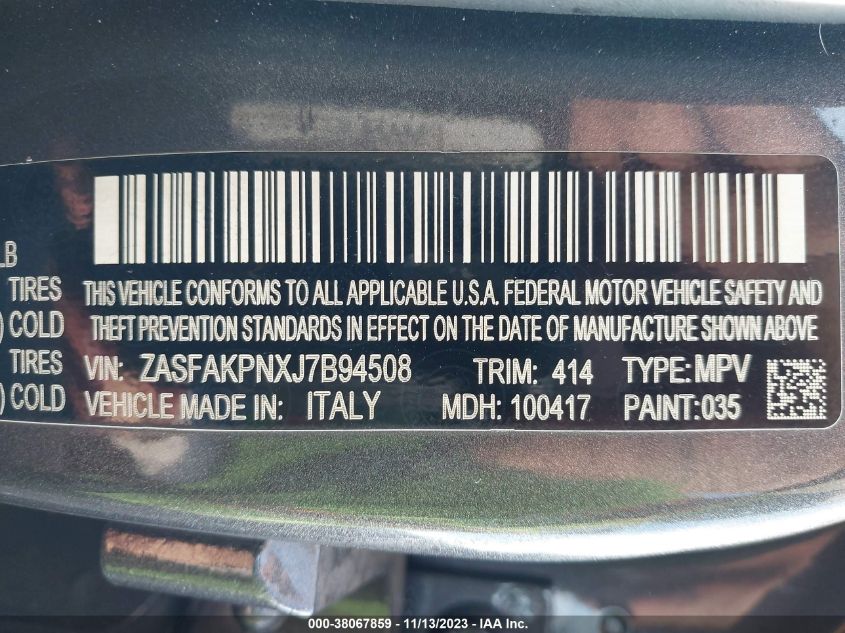 LB
TIRES
) COLD
TIRES
) COLD
THIS VEHICLE CONFORMS TO ALL APPLICABLE U.S.A. FEDERAL MOTOR VEHICLE SAFETY AND
THEFT PREVENTION STANDARDS IN EFFECT ON THE DATE OF MANUFACTURE SHOWN ABOVE
VIN: ZASFAKPNXJ7B94508 TRIM: 414 TYPE: MPV
VEHICLE MADE IN: ITALY MDH: 100417 PAINT: 035
000-38067859 - 11/13/2023 - IAA Inc.